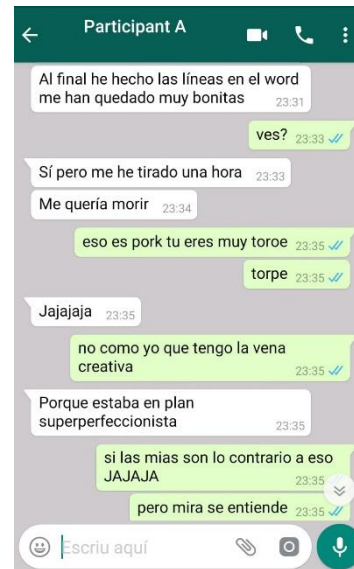 Participant A
Al final he hecho las líneas en el word
me han quedado muy bonitas 23:31
ves? 23:33
Sí pero me he tirado una hora 23:33
Me quería morir 23:34
eso es pork tu eres muy toroe 23:35
torpe 23:35
Jajajaja 23:35
no como yo que tengo la vena
creativa 23:35
Porque estaba en plan
superperfeccionista 23:35
si las mias son lo contrario a eso
JAJAJA 23:35
pero mira se entiende 23:35
Escriu aquí